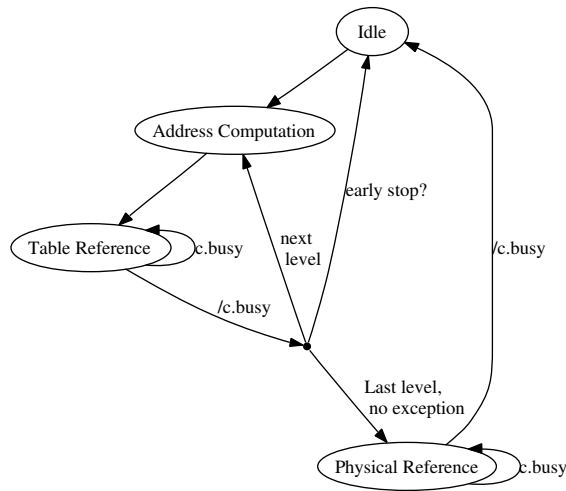 Idle
Address Computation
early stop?
next
level
Table Reference
c.busy
/c.busy
/c.busy
Last level,
no exception
Physical Reference
c.busy